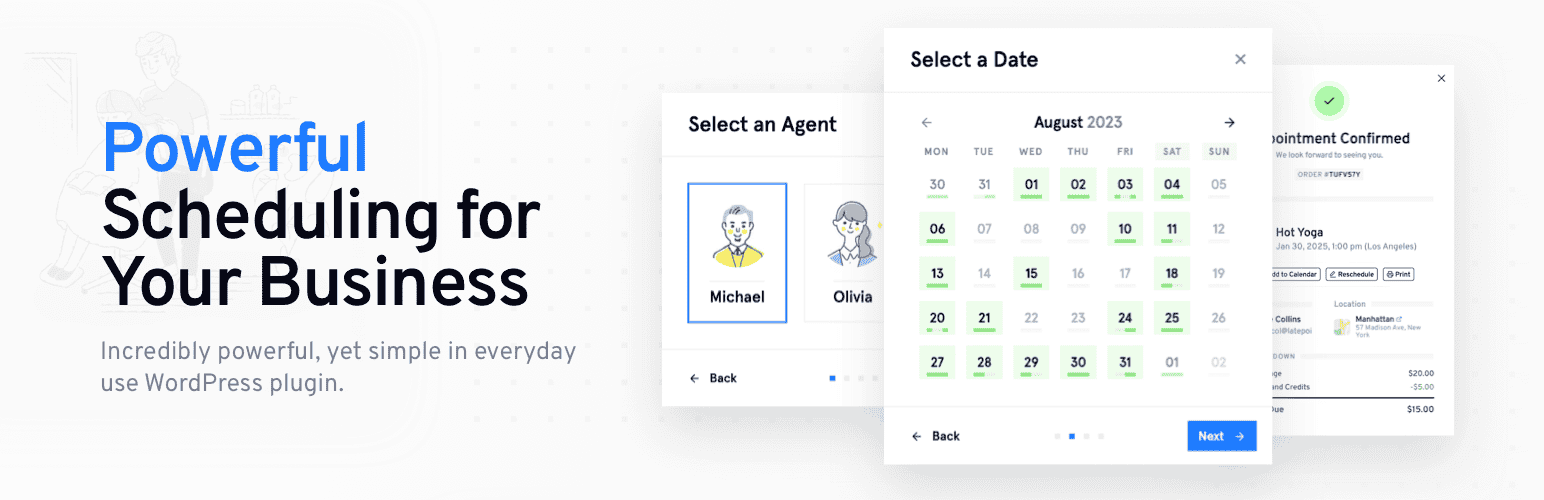 Powerful
Scheduling for
Your Business
Incredibly powerful, yet simple in everyday
use WordPress plugin.
Select an Agent
Michael
Olivia
Back
Select a Date
August 2023
MON TUE WED THU FRI SAT SUN
30 31 01 02 03 04 05
06 07 08 09 10 11 12
13 14 15 16 17 18 19
20 21 22 23 24 25 26
27 28 29 30 31 01 02
Back
Next
ointment Confirmed
We look forward to seeing you.
ORDER #TUFV57Y
Hot Yoga
Jan 30, 2025, 1:00 pm (Los Angeles)
dd to Calendar Reschedule Print
Location
Collins
Manhattan
57 Madison Ave, New
York
DOWN
$20.00
and Credits -$5.00
Due $15.00